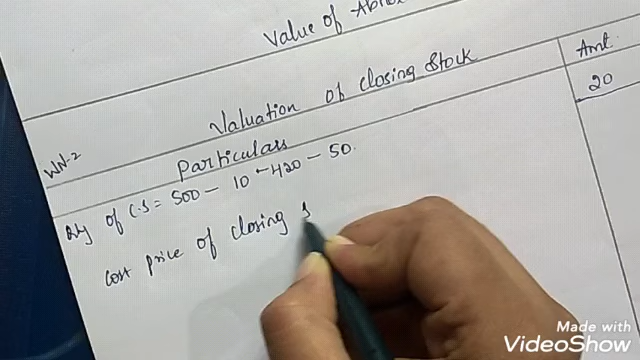 Value of Abno
WN-2
Valuation of closing stock
Particulars
Amt.
Qty of C.S = 500 - 10 - 420 - 50.
20
Cost price of closing s
Made with
VideoShow